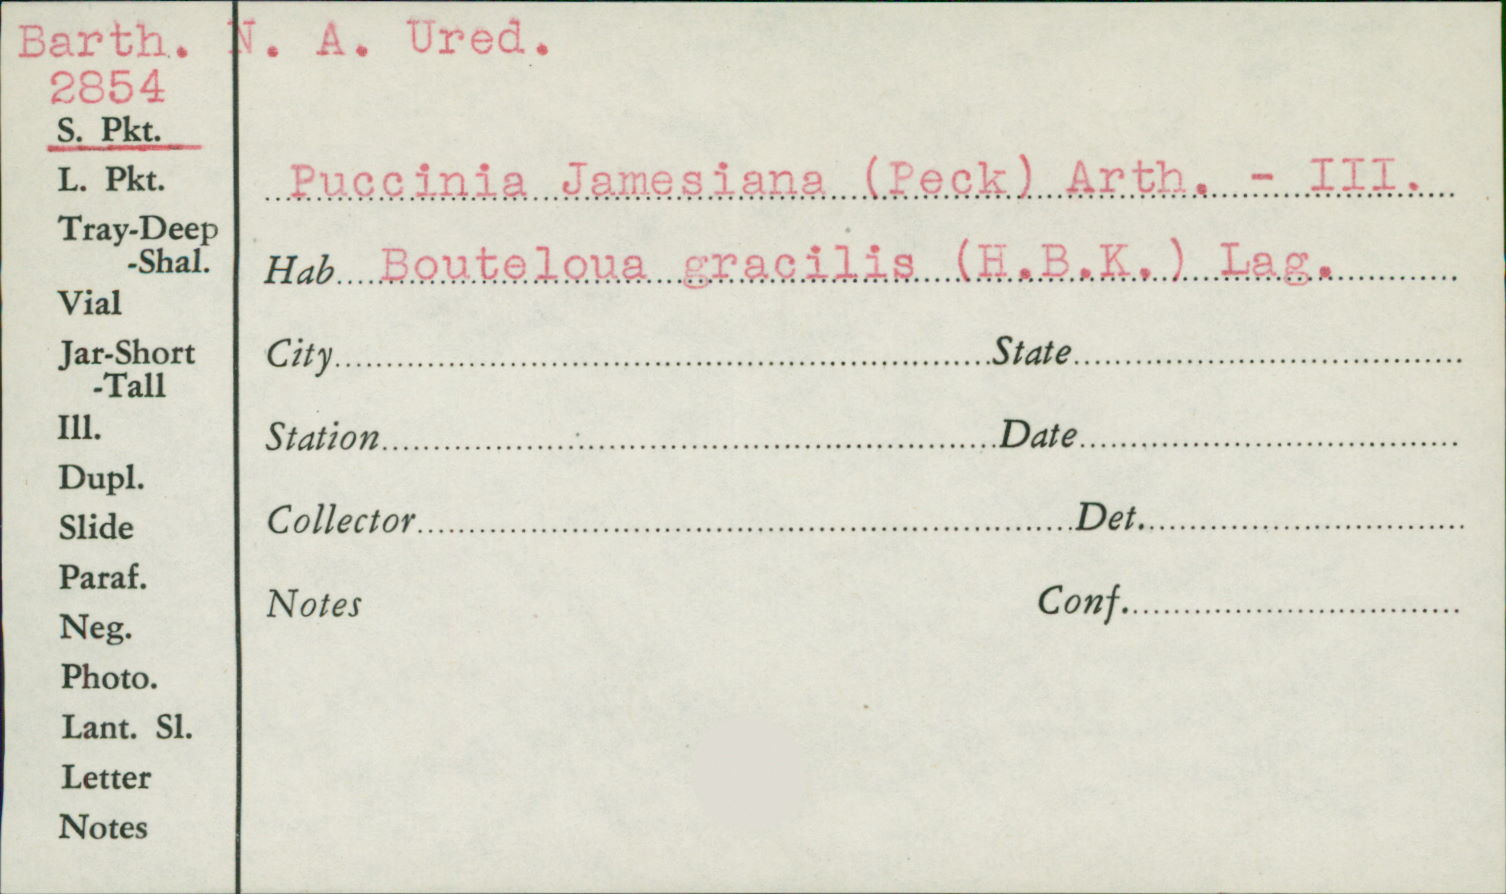 Barth. N. A. Ured.
2854
S. Pkt.
L. Pkt.
Tray-Deep
-Shal.
Vial
Jar-Short
-Tall
Ill.
Dupl.
Slide
Paraf.
Neg.
Photo.
Lant. Sl.
Letter
Notes
Puccinia Jamesiana (Peck) Arth. - III.
Hab. Bouteloua gracilis (H.B.K.) Lag.
City State
Station Date
Collector Det.
Notes Conf.